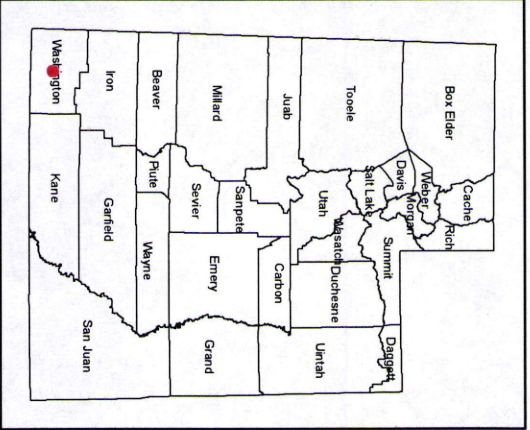 Box Elder
Cache
Rich
Weber
Morgan
Davis
Salt Lake
Summit
Daggett
Tooele
Utah
Wasatch
Duchesne
Uintah
Juab
Carbon
Millard
Sanpete
Sevier
Emery
Grand
Beaver
Piute
Wayne
Iron
Garfield
San Juan
Washington
Kane